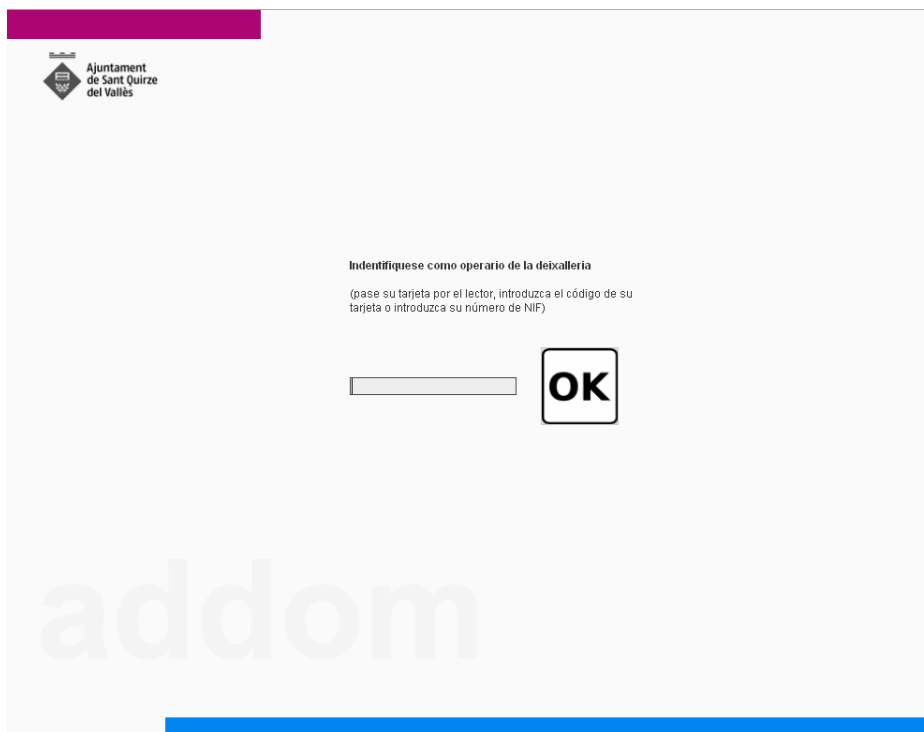 Ajuntament
de Sant Quirze
del Vallès
Indentifiquese como operario de la deixalleria
(pase su tarjeta por el lector, introduzca el código de su
tarjeta o introduzca su número de NIF)
OK
addom